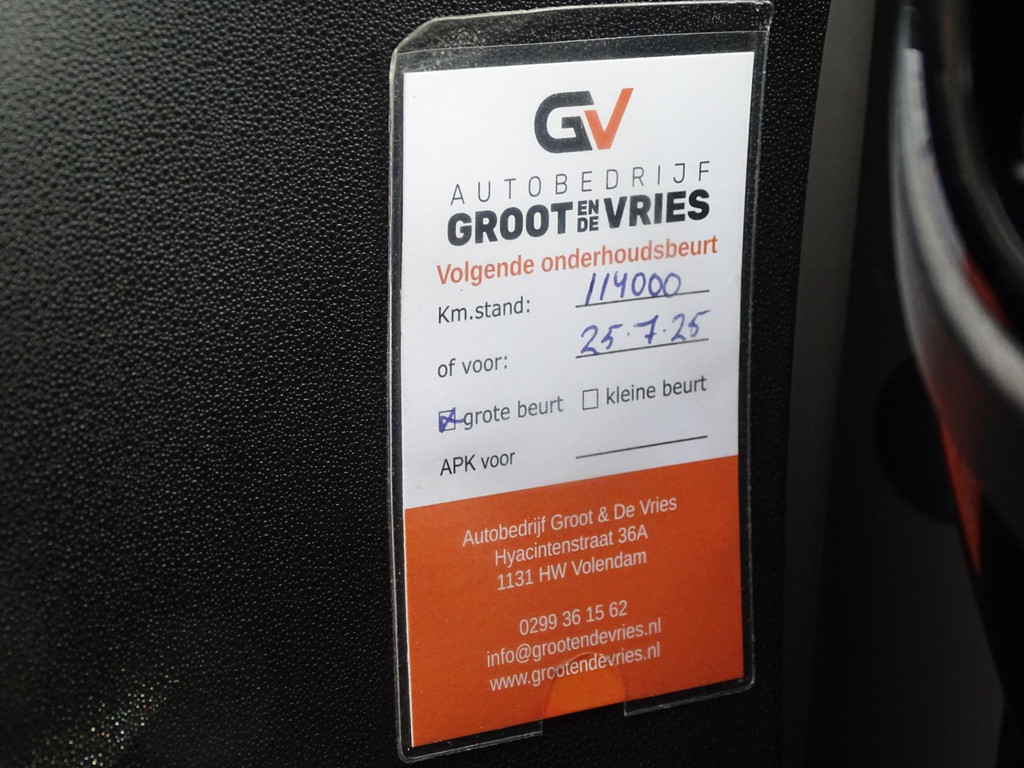 GV
AUTOBEDRIJF
GROOT EN DE VRIES
Volgende onderhoudsbeurt
Km.stand: 114000
of voor: 25.7.25
grote beurt kleine beurt
APK voor
Autobedrijf Groot & De Vries
Hyacintenstraat 36A
1131 HW Volendam
0299 36 15 62
info@grootendevries.nl
www.grootendevries.nl